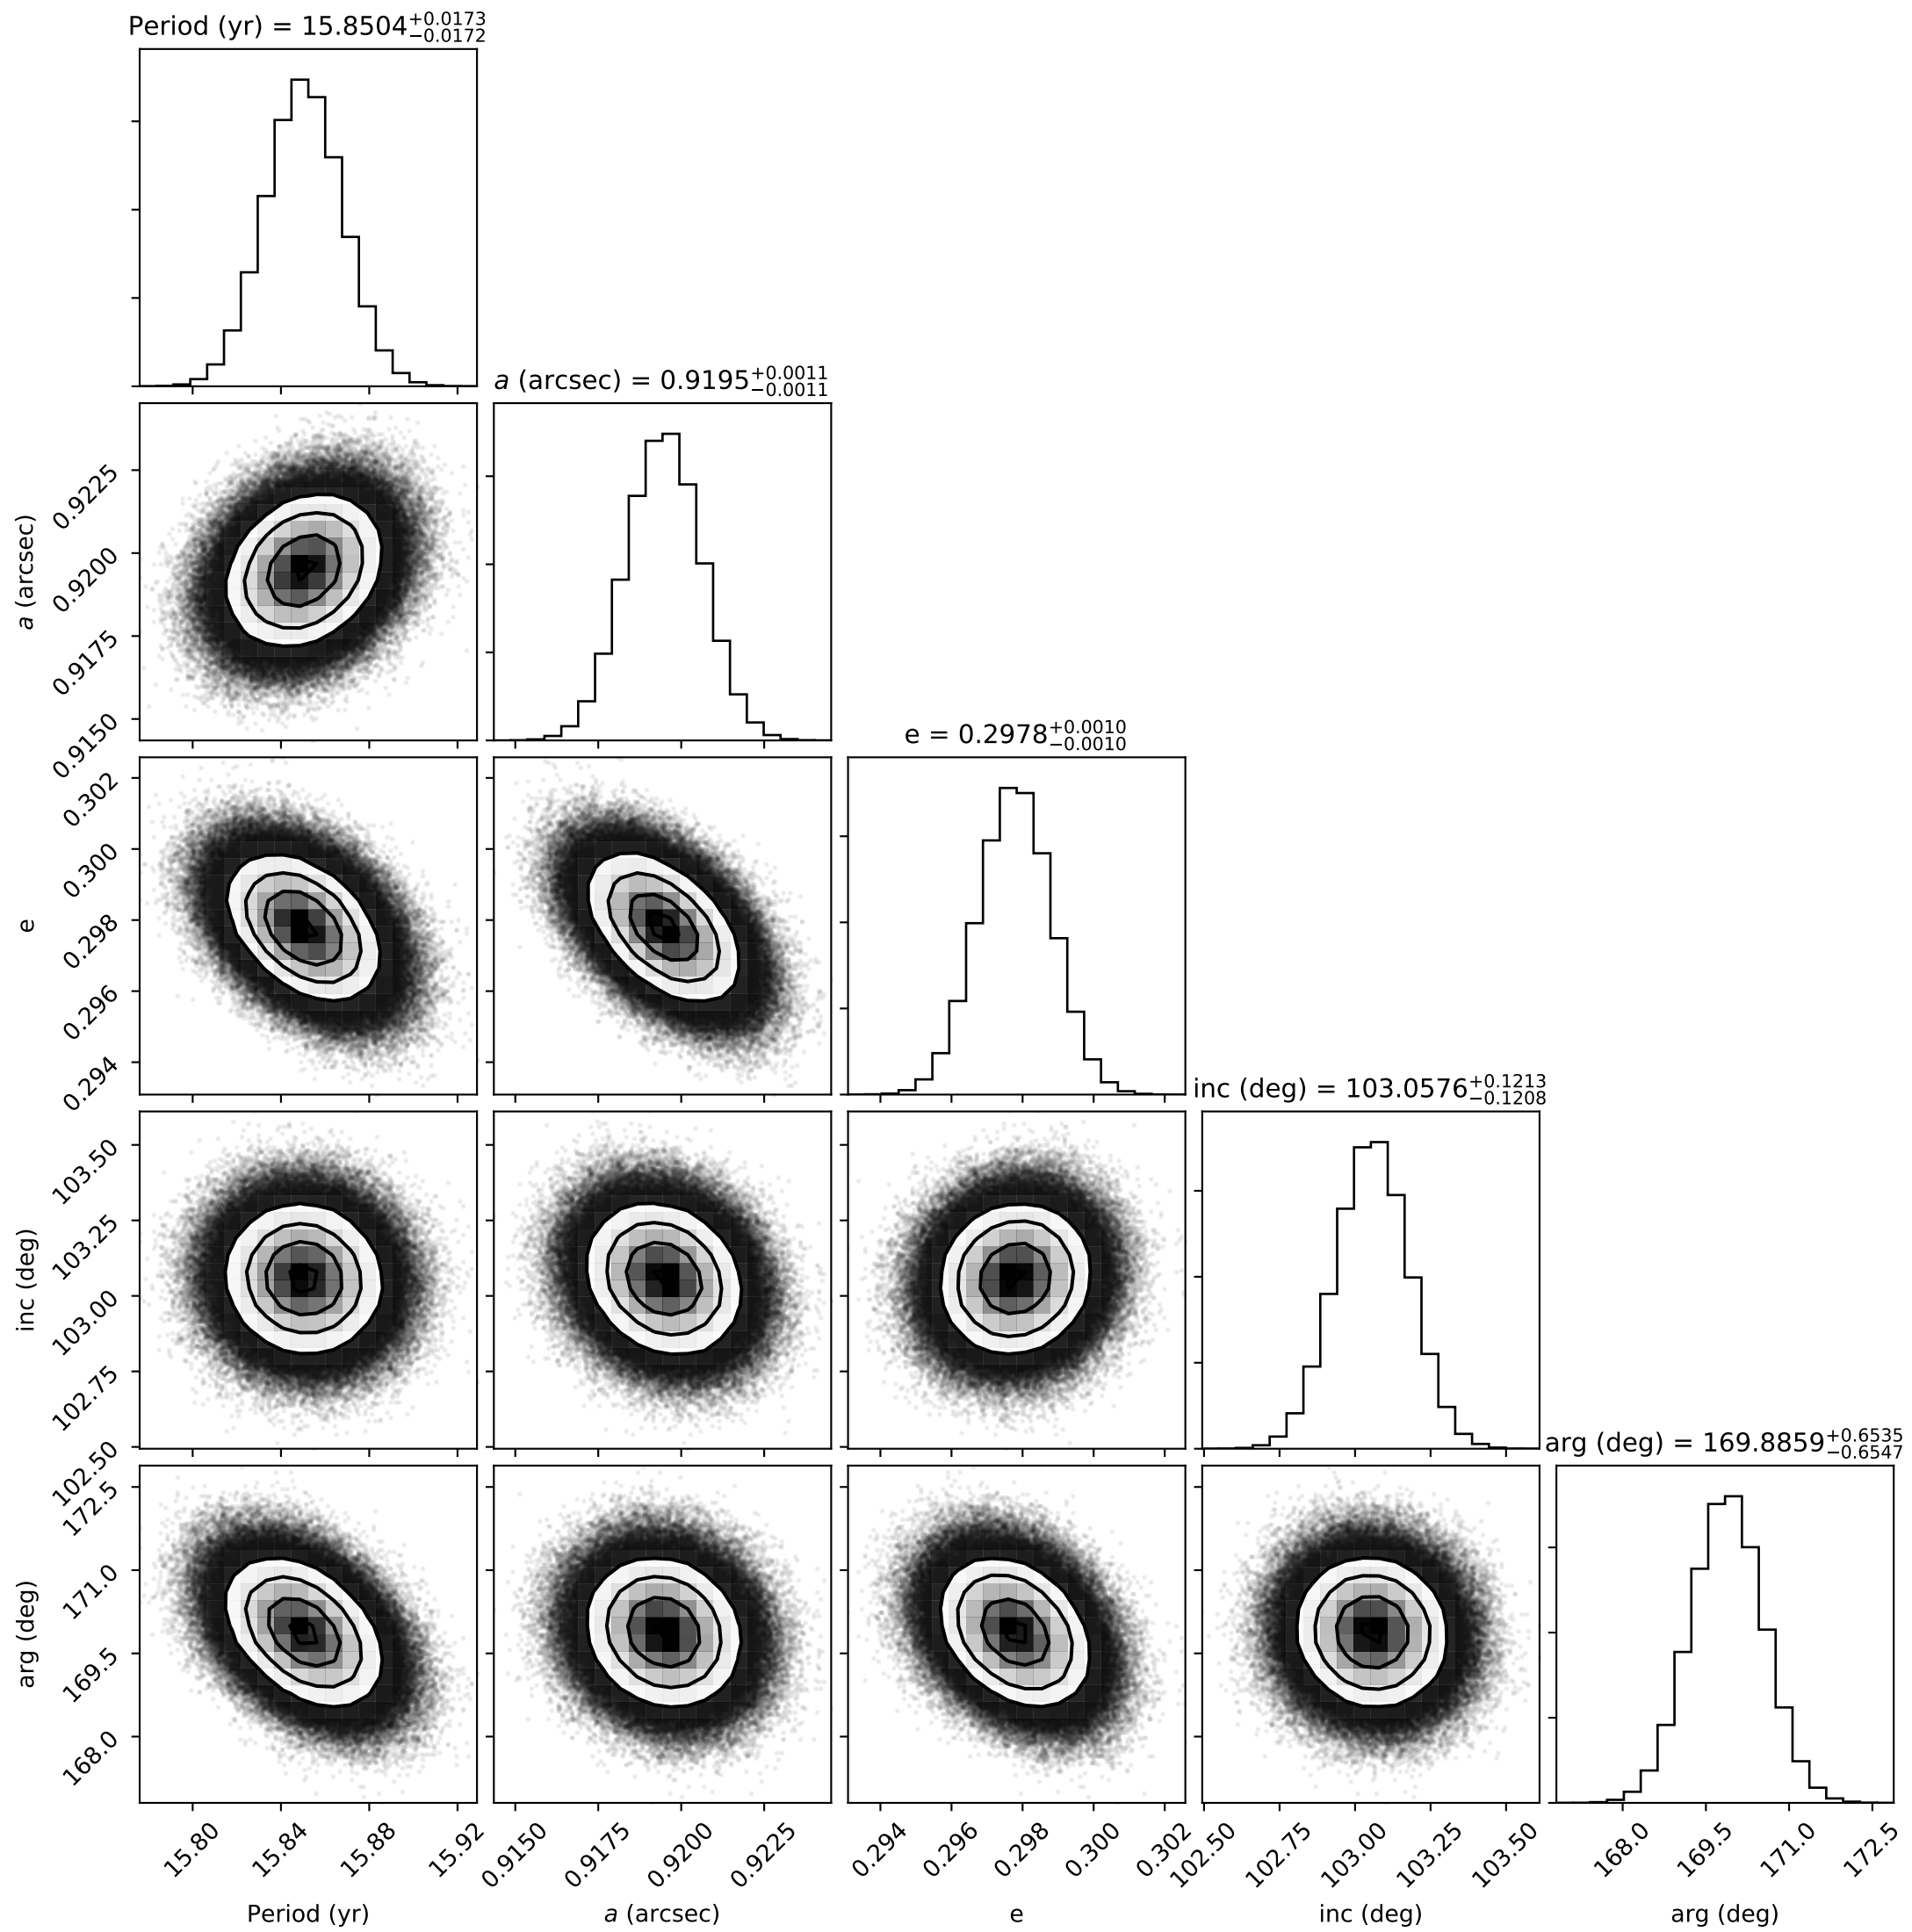 Period (yr) = 15.8504+0.0173−0.0172
a (arcsec) = 0.9195+0.0011−0.0011
a (arcsec)
0.9225
0.9200
0.9175
0.9150
e = 0.2978+0.0010−0.0010
e
0.302
0.300
0.298
0.296
0.294
inc (deg) = 103.0576+0.1213−0.1208
inc (deg)
103.50
103.25
103.00
102.75
102.50
arg (deg) = 169.8859+0.6535−0.6547
arg (deg)
172.5
171.0
169.5
168.0
15.80 15.84 15.88 15.92 0.9150 0.9175 0.9200 0.9225 0.294 0.296 0.298 0.300 0.302 102.50 102.75 103.00 103.25 103.50 168.0 169.5 171.0 172.5
Period (yr) a (arcsec) e inc (deg) arg (deg)